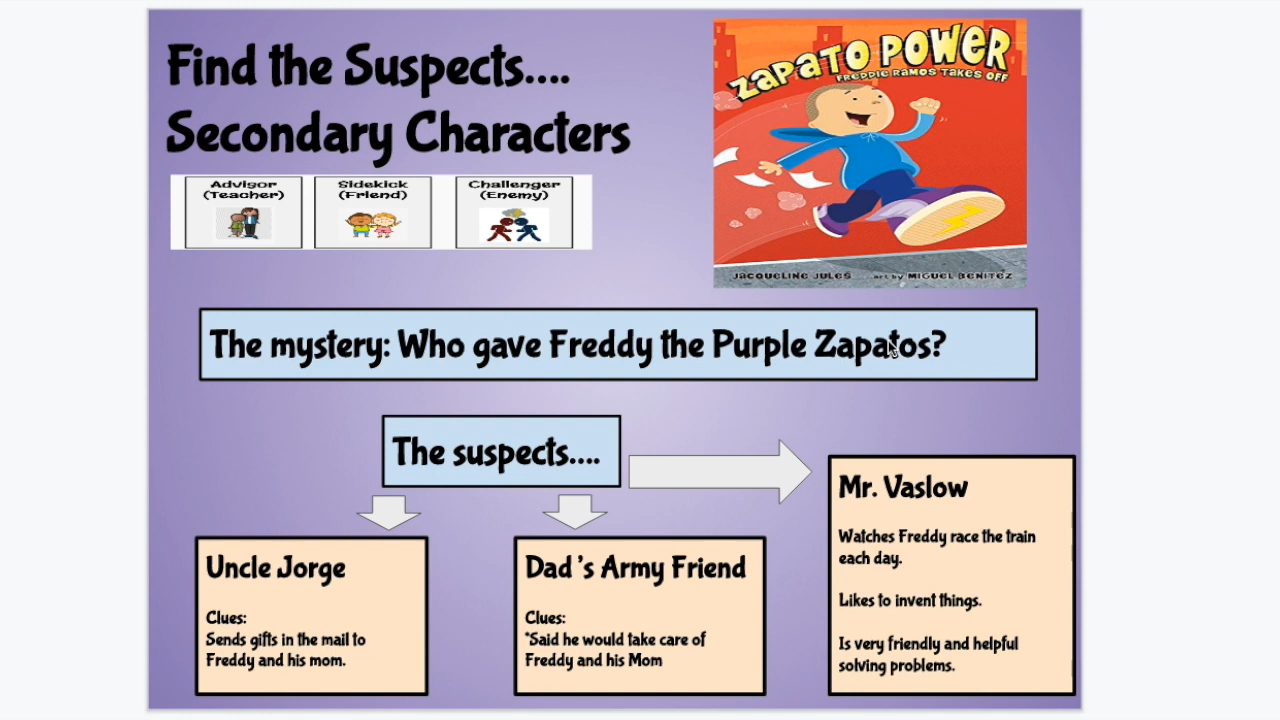 Find the Suspects....
Secondary Characters
Advisor
(Teacher)
Sidekick
(Friend)
Challenger
(Enemy)
ZAPATO POWER
FREDDIE RAMOS TAKES OFF
JACQUELINE JULES art by MIGUEL BENÍTEZ
The mystery: Who gave Freddy the Purple Zapatos?
The suspects....
Uncle Jorge
Clues:
Sends gifts in the mail to
Freddy and his mom.
Dad's Army Friend
Clues:
"Said he would take care of
Freddy and his Mom
Mr. Vaslow
Watches Freddy race the train
each day.
Likes to invent things.
Is very friendly and helpful
solving problems.